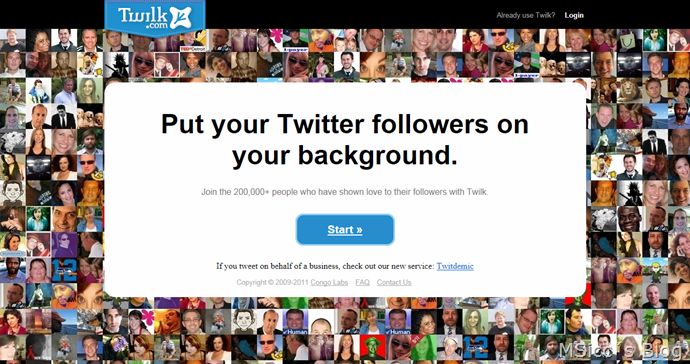 Twilk
.com
Already use Twilk? Login
Put your Twitter followers on
your background.
Join the 200,000+ people who have shown love to their followers with Twilk.
Start »
If you tweet on behalf of a business, check out our new service: Twitdemic
Copyright © 2009-2011 Congo Labs FAQ Contact Us